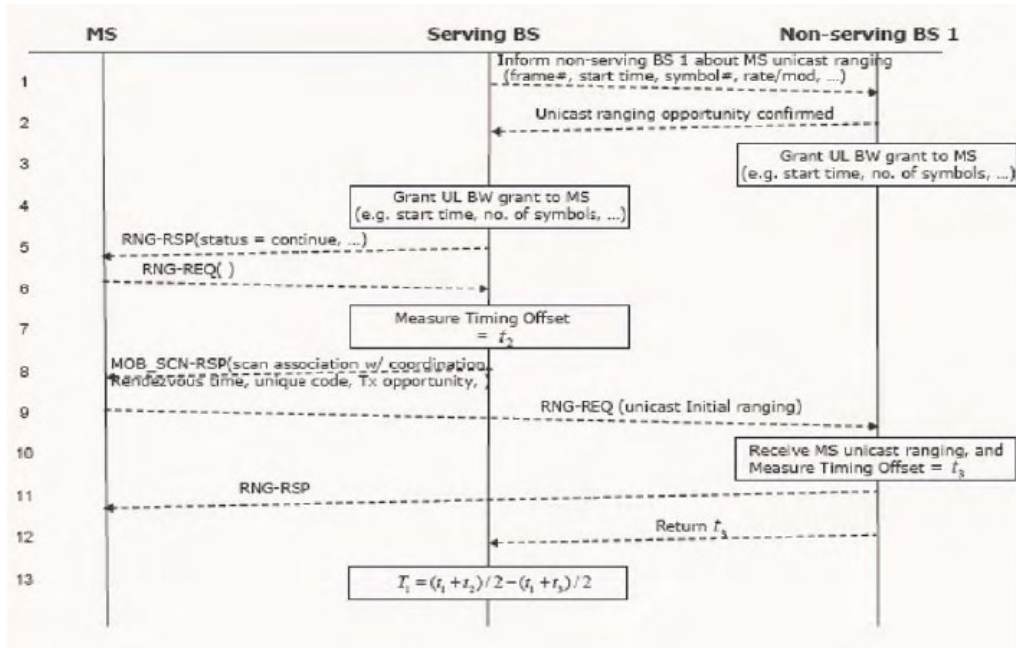 MS Serving BS Non-serving BS 1
1 Inform non-serving BS 1 about MS unicast ranging
(frame#, start time, symbol#, rate/mod, ...)
2 Unicast ranging opportunity confirmed
3 Grant UL BW grant to MS
(e.g. start time, no. of symbols, ...)
4 Grant UL BW grant to MS
(e.g. start time, no. of symbols, ...)
5 RNG-RSP(status = continue, ...)
6 RNG-REQ( )
7 Measure Timing Offset
= t₂
8 MOB_SCN-RSP(scan association w/ coordination,
Rendezvous time, unique code, Tx opportunity, )
9 RNG-REQ (unicast Initial ranging)
10 Receive MS unicast ranging, and
Measure Timing Offset = t₃
11 RNG-RSP
12 Return t₃
13 T₁ = (t₁ + t₂) / 2 − (t₁ + t₃) / 2